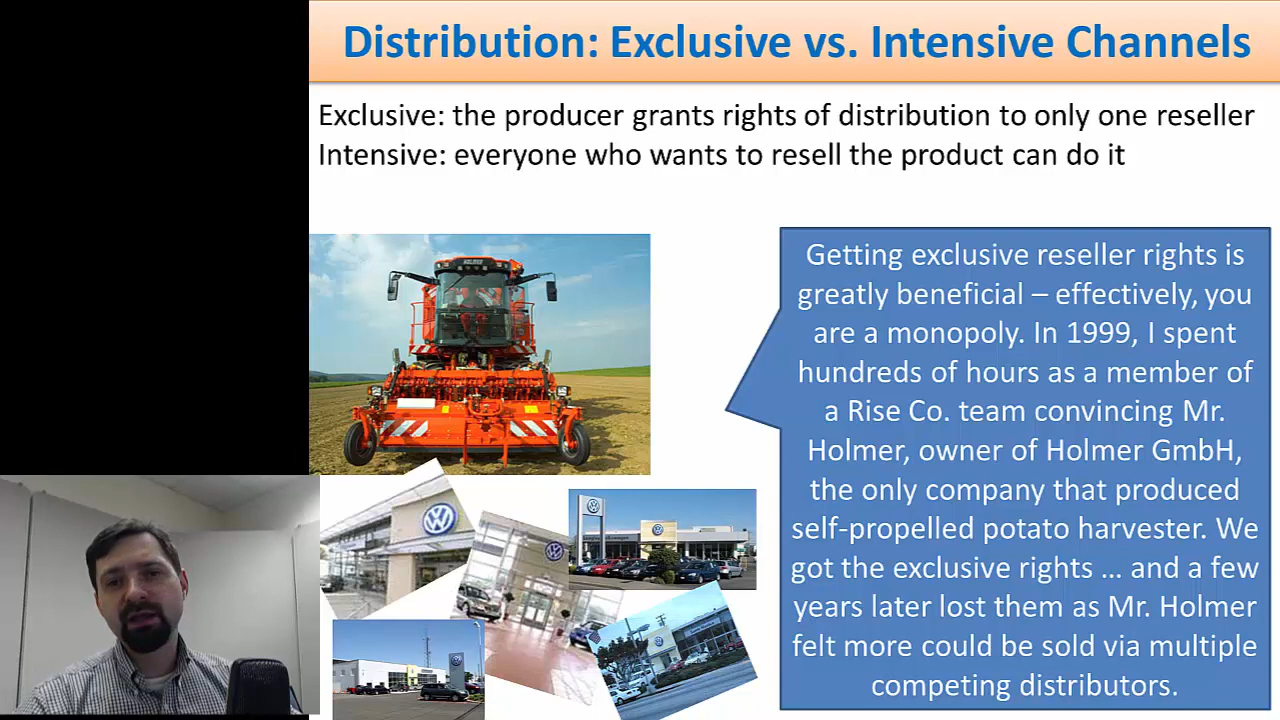 Distribution: Exclusive vs. Intensive Channels
Exclusive: the producer grants rights of distribution to only one reseller
Intensive: everyone who wants to resell the product can do it
Getting exclusive reseller rights is
greatly beneficial – effectively, you
are a monopoly. In 1999, I spent
hundreds of hours as a member of
a Rise Co. team convincing Mr.
Holmer, owner of Holmer GmbH,
the only company that produced
self-propelled potato harvester. We
got the exclusive rights … and a few
years later lost them as Mr. Holmer
felt more could be sold via multiple
competing distributors.
HOLMER